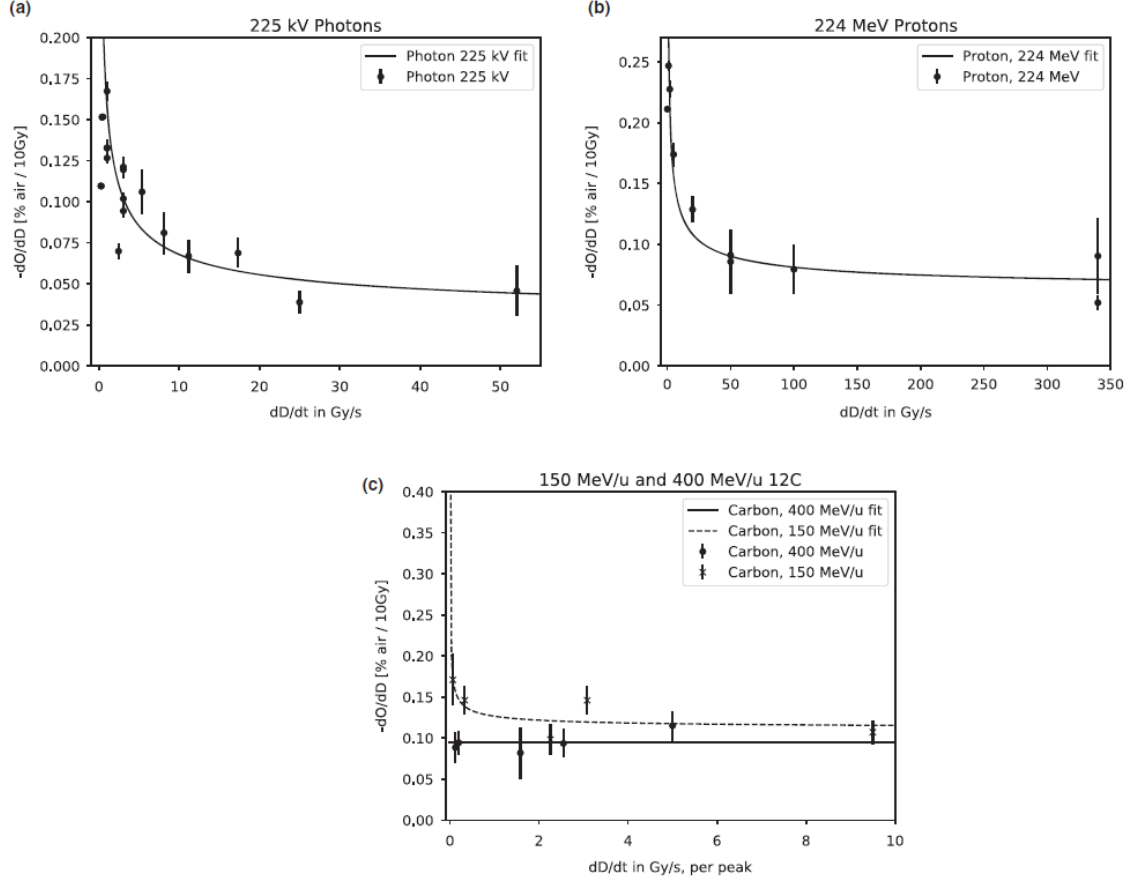 (a)
225 kV Photons
Photon 225 kV fit
Photon 225 kV
0.200
0.175
0.150
0.125
0.100
0.075
0.050
0.025
0.000
-dO/dD [% air / 10Gy]
0 10 20 30 40 50
dD/dt in Gy/s
(b)
224 MeV Protons
Proton, 224 MeV fit
Proton, 224 MeV
0.25
0.20
0.15
0.10
0.05
0.00
-dO/dD [% air / 10Gy]
0 50 100 150 200 250 300 350
dD/dt in Gy/s
(c)
150 MeV/u and 400 MeV/u 12C
Carbon, 400 MeV/u fit
Carbon, 150 MeV/u fit
Carbon, 400 MeV/u
Carbon, 150 MeV/u
0.40
0.35
0.30
0.25
0.20
0.15
0.10
0.05
0.00
-dO/dD [% air / 10Gy]
0 2 4 6 8 10
dD/dt in Gy/s, per peak